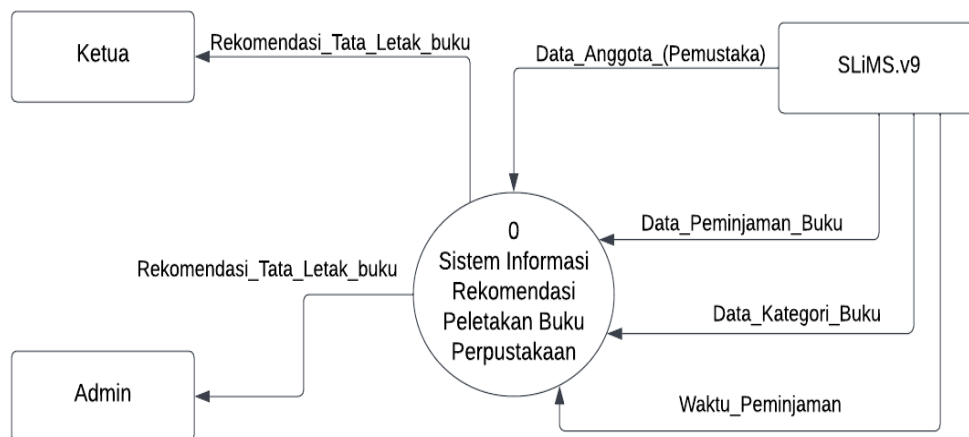 Ketua
Rekomendasi_Tata_Letak_buku
Data_Anggota_(Pemustaka)
SLiMS.v9
0
Sistem Informasi
Rekomendasi
Peletakan Buku
Perpustakaan
Data_Peminjaman_Buku
Rekomendasi_Tata_Letak_buku
Data_Kategori_Buku
Admin
Waktu_Peminjaman